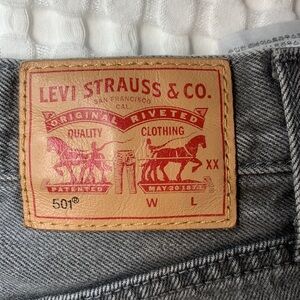 LEVI STRAUSS & CO.
SAN FRANCISCO
CAL.
ORIGINAL RIVETED
QUALITY CLOTHING
XX
PATENTED MAY 20 1873
501® W L